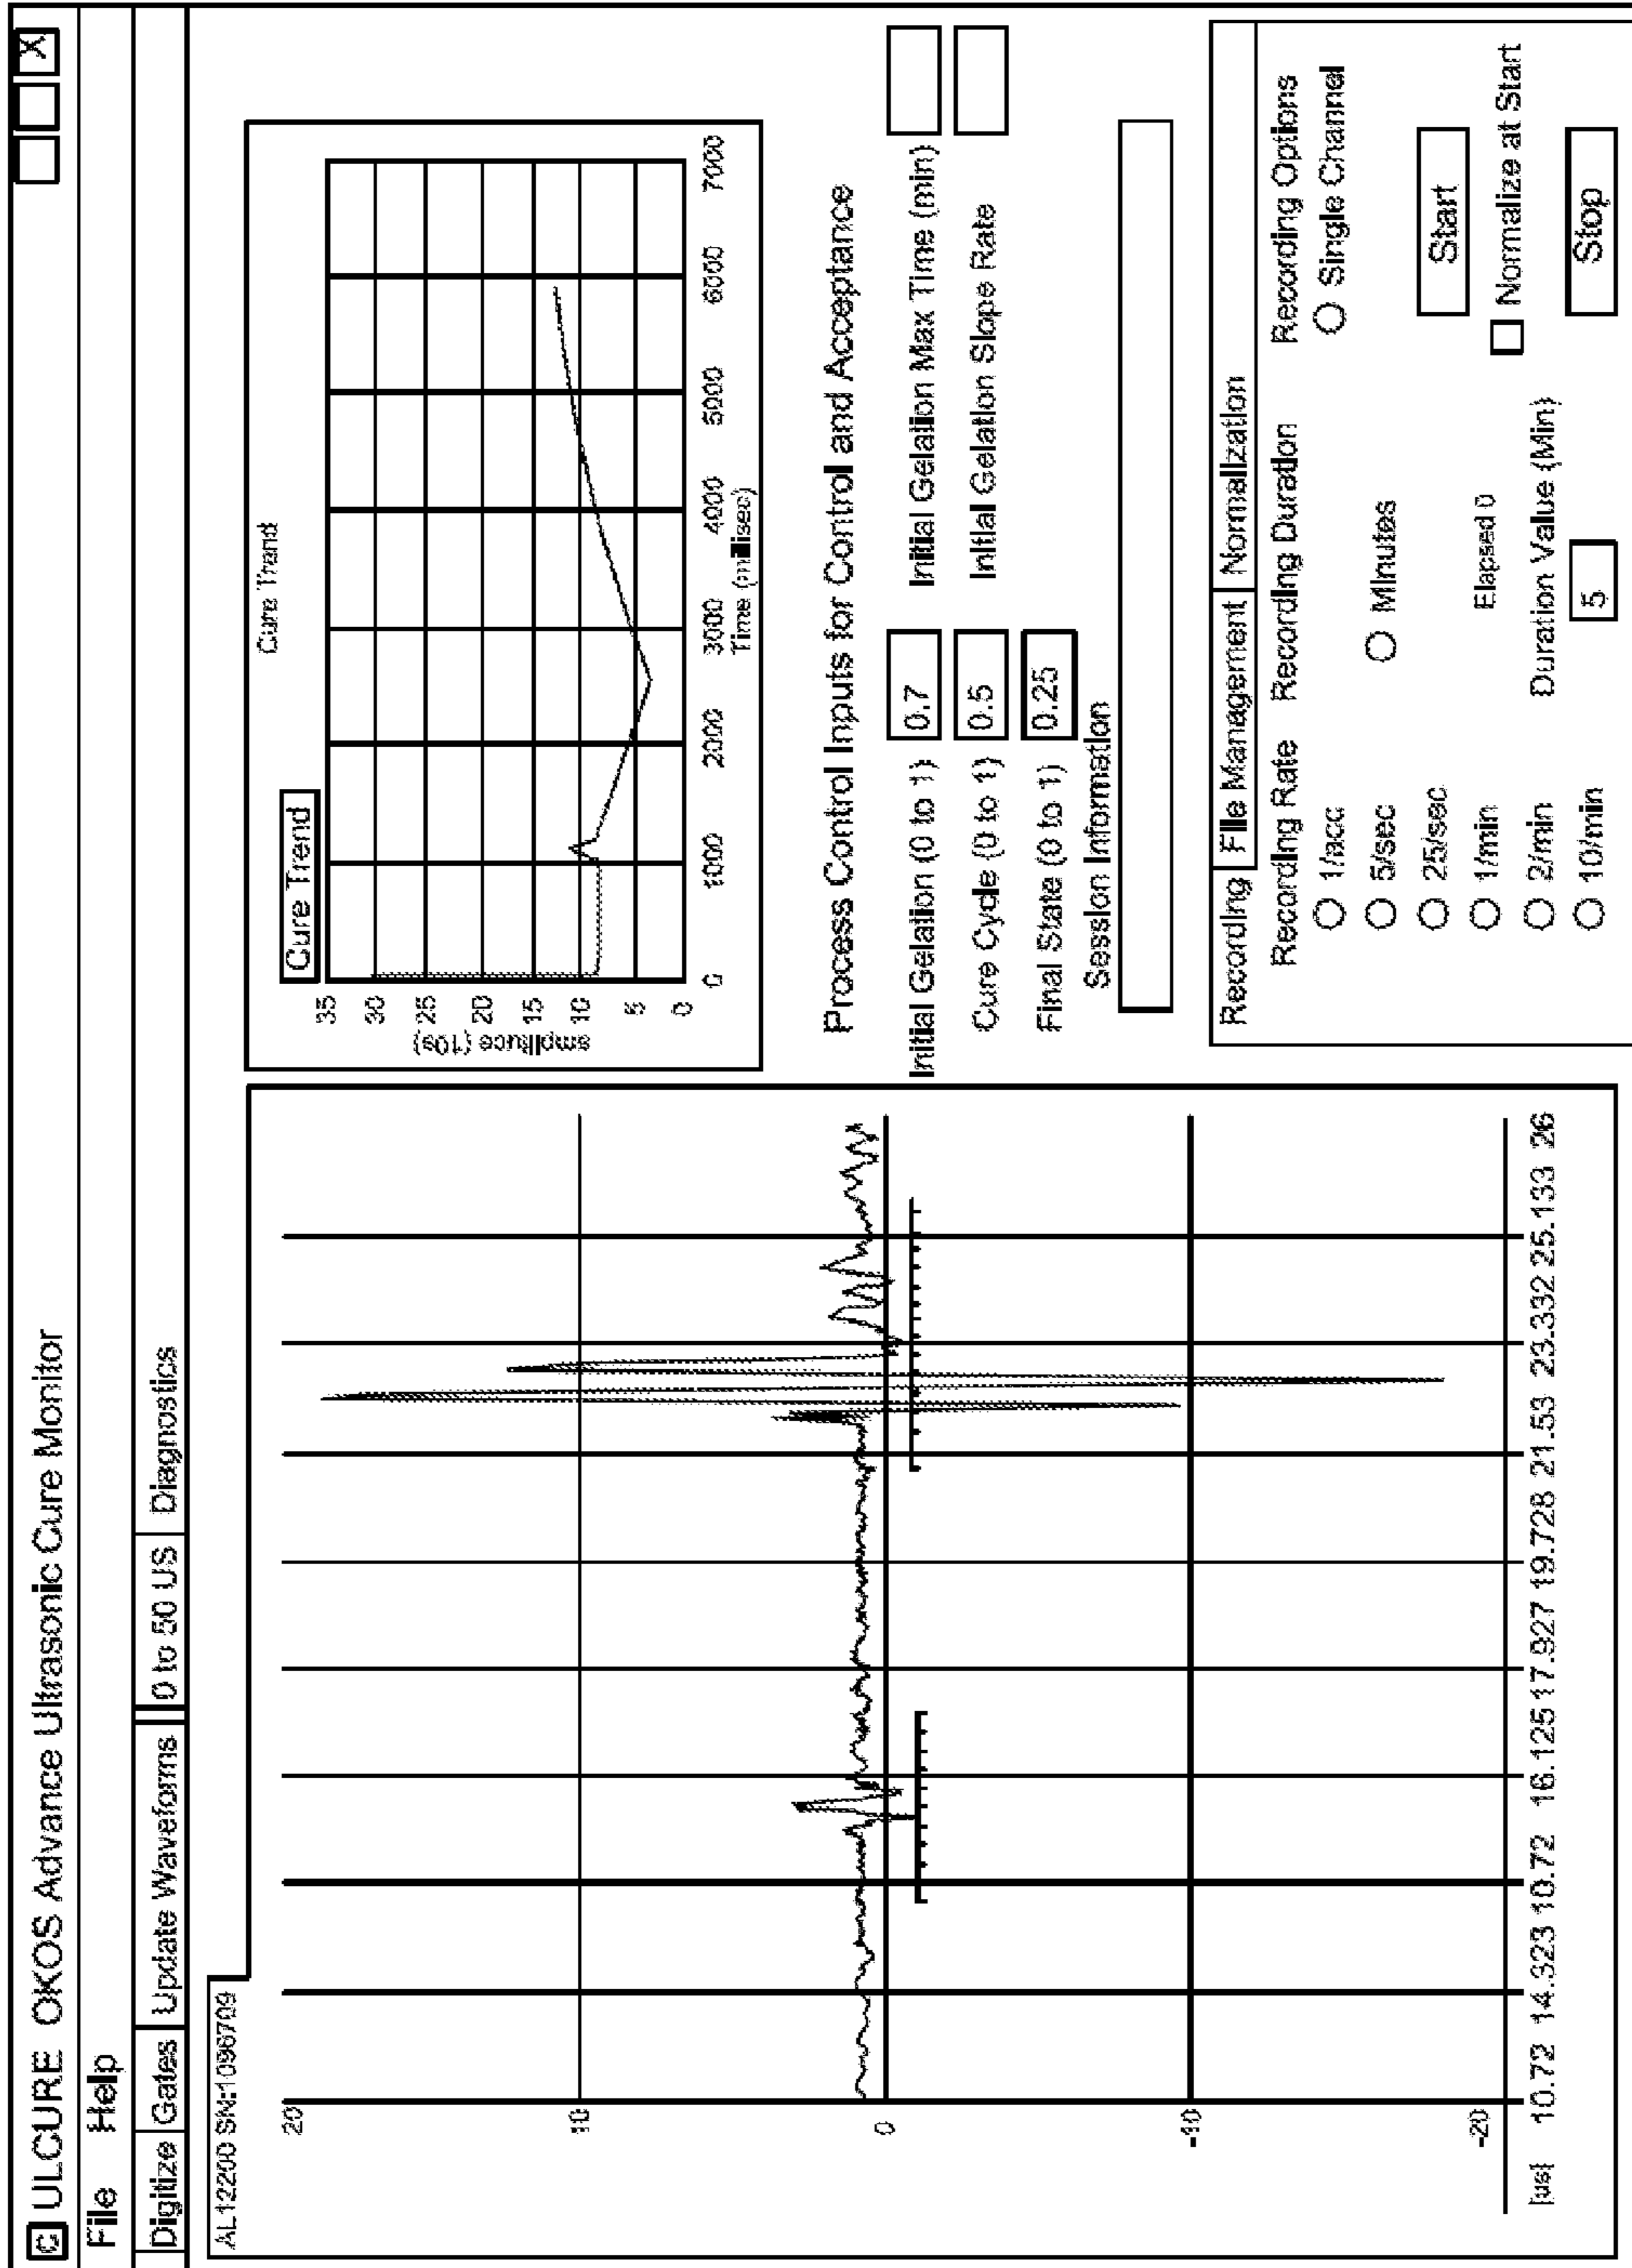 C ULCURE OKOS Advance Ultrasonic Cure Monitor
File Help
Digitize Gates Update Waveforms 0 to 50 US Diagnostics
AL12200 SN:1096709
20
10
0
-10
-20
[us] 10.72 14.323 10.72 16.125 17.927 19.728 21.53 23.332 25.133 26
Cure Trend
Cure Trend
35
30
25
20
15
10
5
0
amplituce (10s)
0 1000 2000 3000 4000 5000 6000 7000
Time (millisec)
Process Control Inputs for Control and Acceptance
Initial Gelation (0 to 1) 0.7 Initial Gelation Max Time (min)
Cure Cycle (0 to 1) 0.5 Initial Gelation Slope Rate
Final State (0 to 1) 0.25
Session Information
Recording File Management Normalization
Recording Rate Recording Duration Recording Options
1/acc
5/sec
25/sec
1/min
2/min
10/min
Minutes
Elapsed 0
Duration Value (Min)
5
Single Channel
Start
Normalize at Start
Stop
X